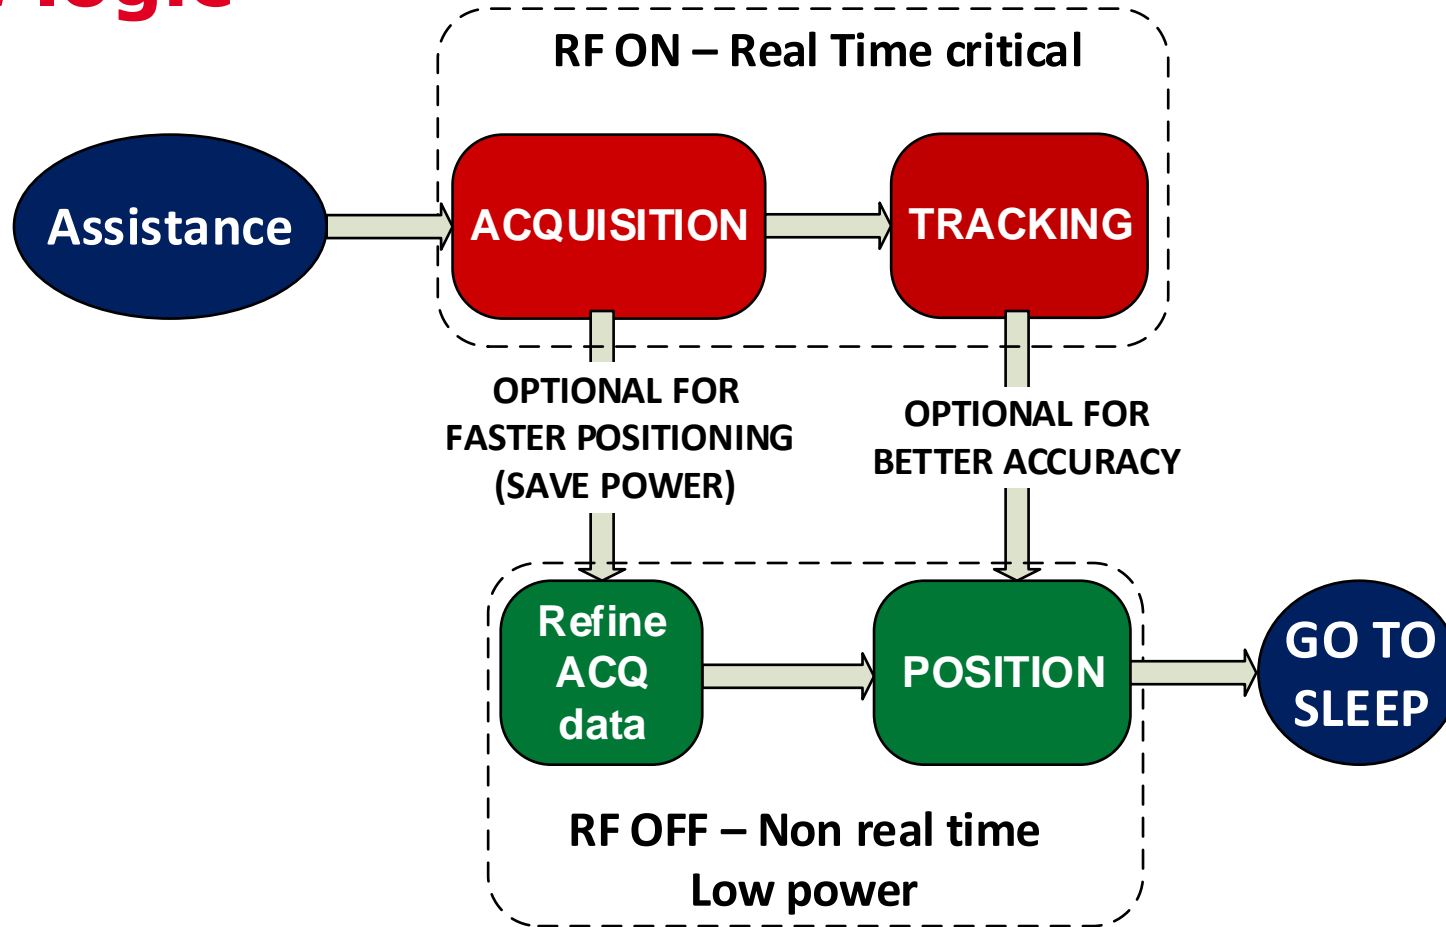 logic
RF ON – Real Time critical
Assistance
ACQUISITION
TRACKING
OPTIONAL FOR
FASTER POSITIONING
(SAVE POWER)
OPTIONAL FOR
BETTER ACCURACY
Refine
ACQ
data
POSITION
GO TO
SLEEP
RF OFF – Non real time
Low power